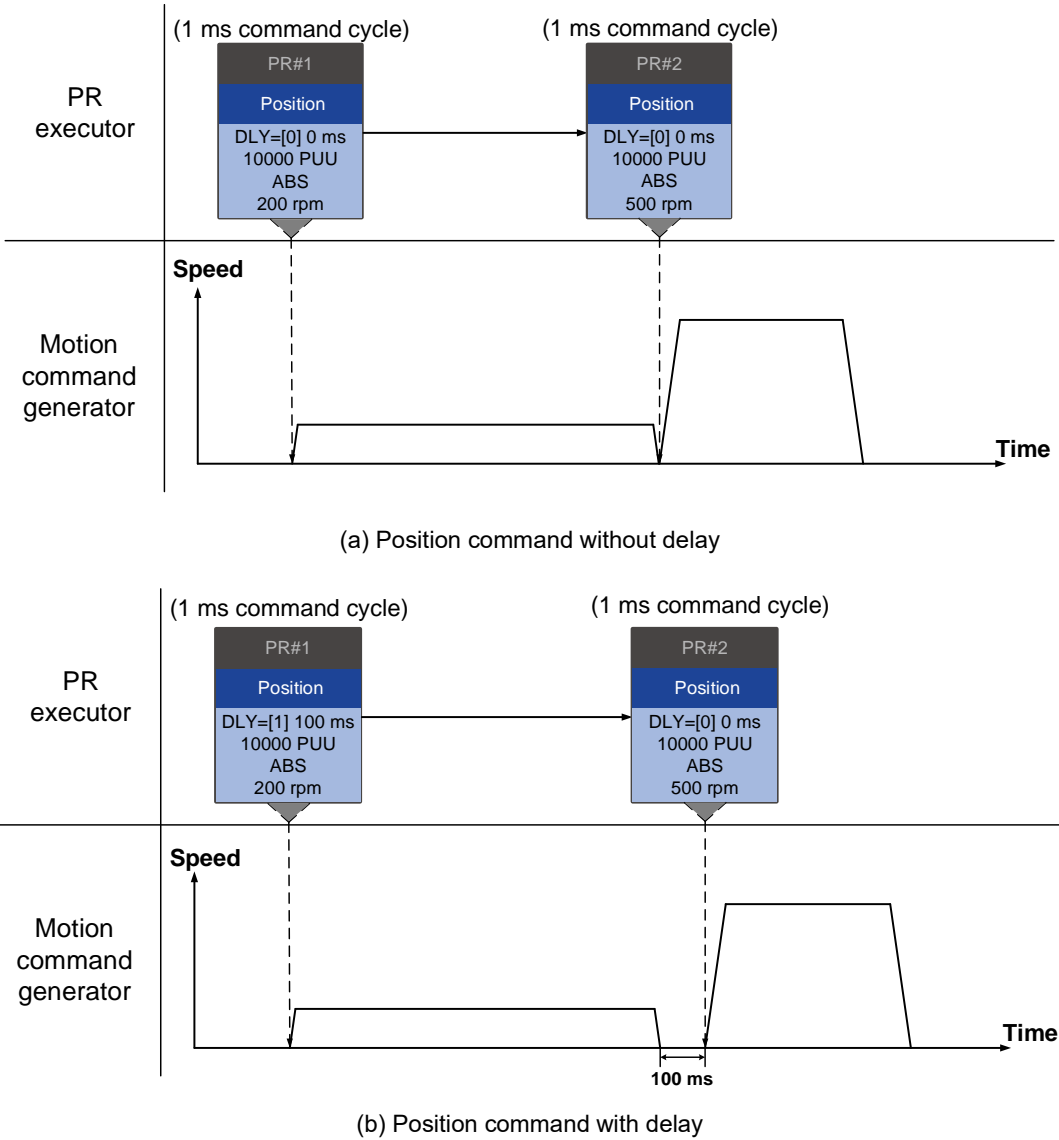 (1 ms command cycle)
(1 ms command cycle)
PR#1
PR#2
PR
executor
Position
Position
DLY=[0] 0 ms
10000 PUU
ABS
200 rpm
DLY=[0] 0 ms
10000 PUU
ABS
500 rpm
Speed
Motion
command
generator
Time
(a) Position command without delay
(1 ms command cycle)
(1 ms command cycle)
PR#1
PR#2
PR
executor
Position
Position
DLY=[1] 100 ms
10000 PUU
ABS
200 rpm
DLY=[0] 0 ms
10000 PUU
ABS
500 rpm
Speed
Motion
command
generator
Time
100 ms
(b) Position command with delay